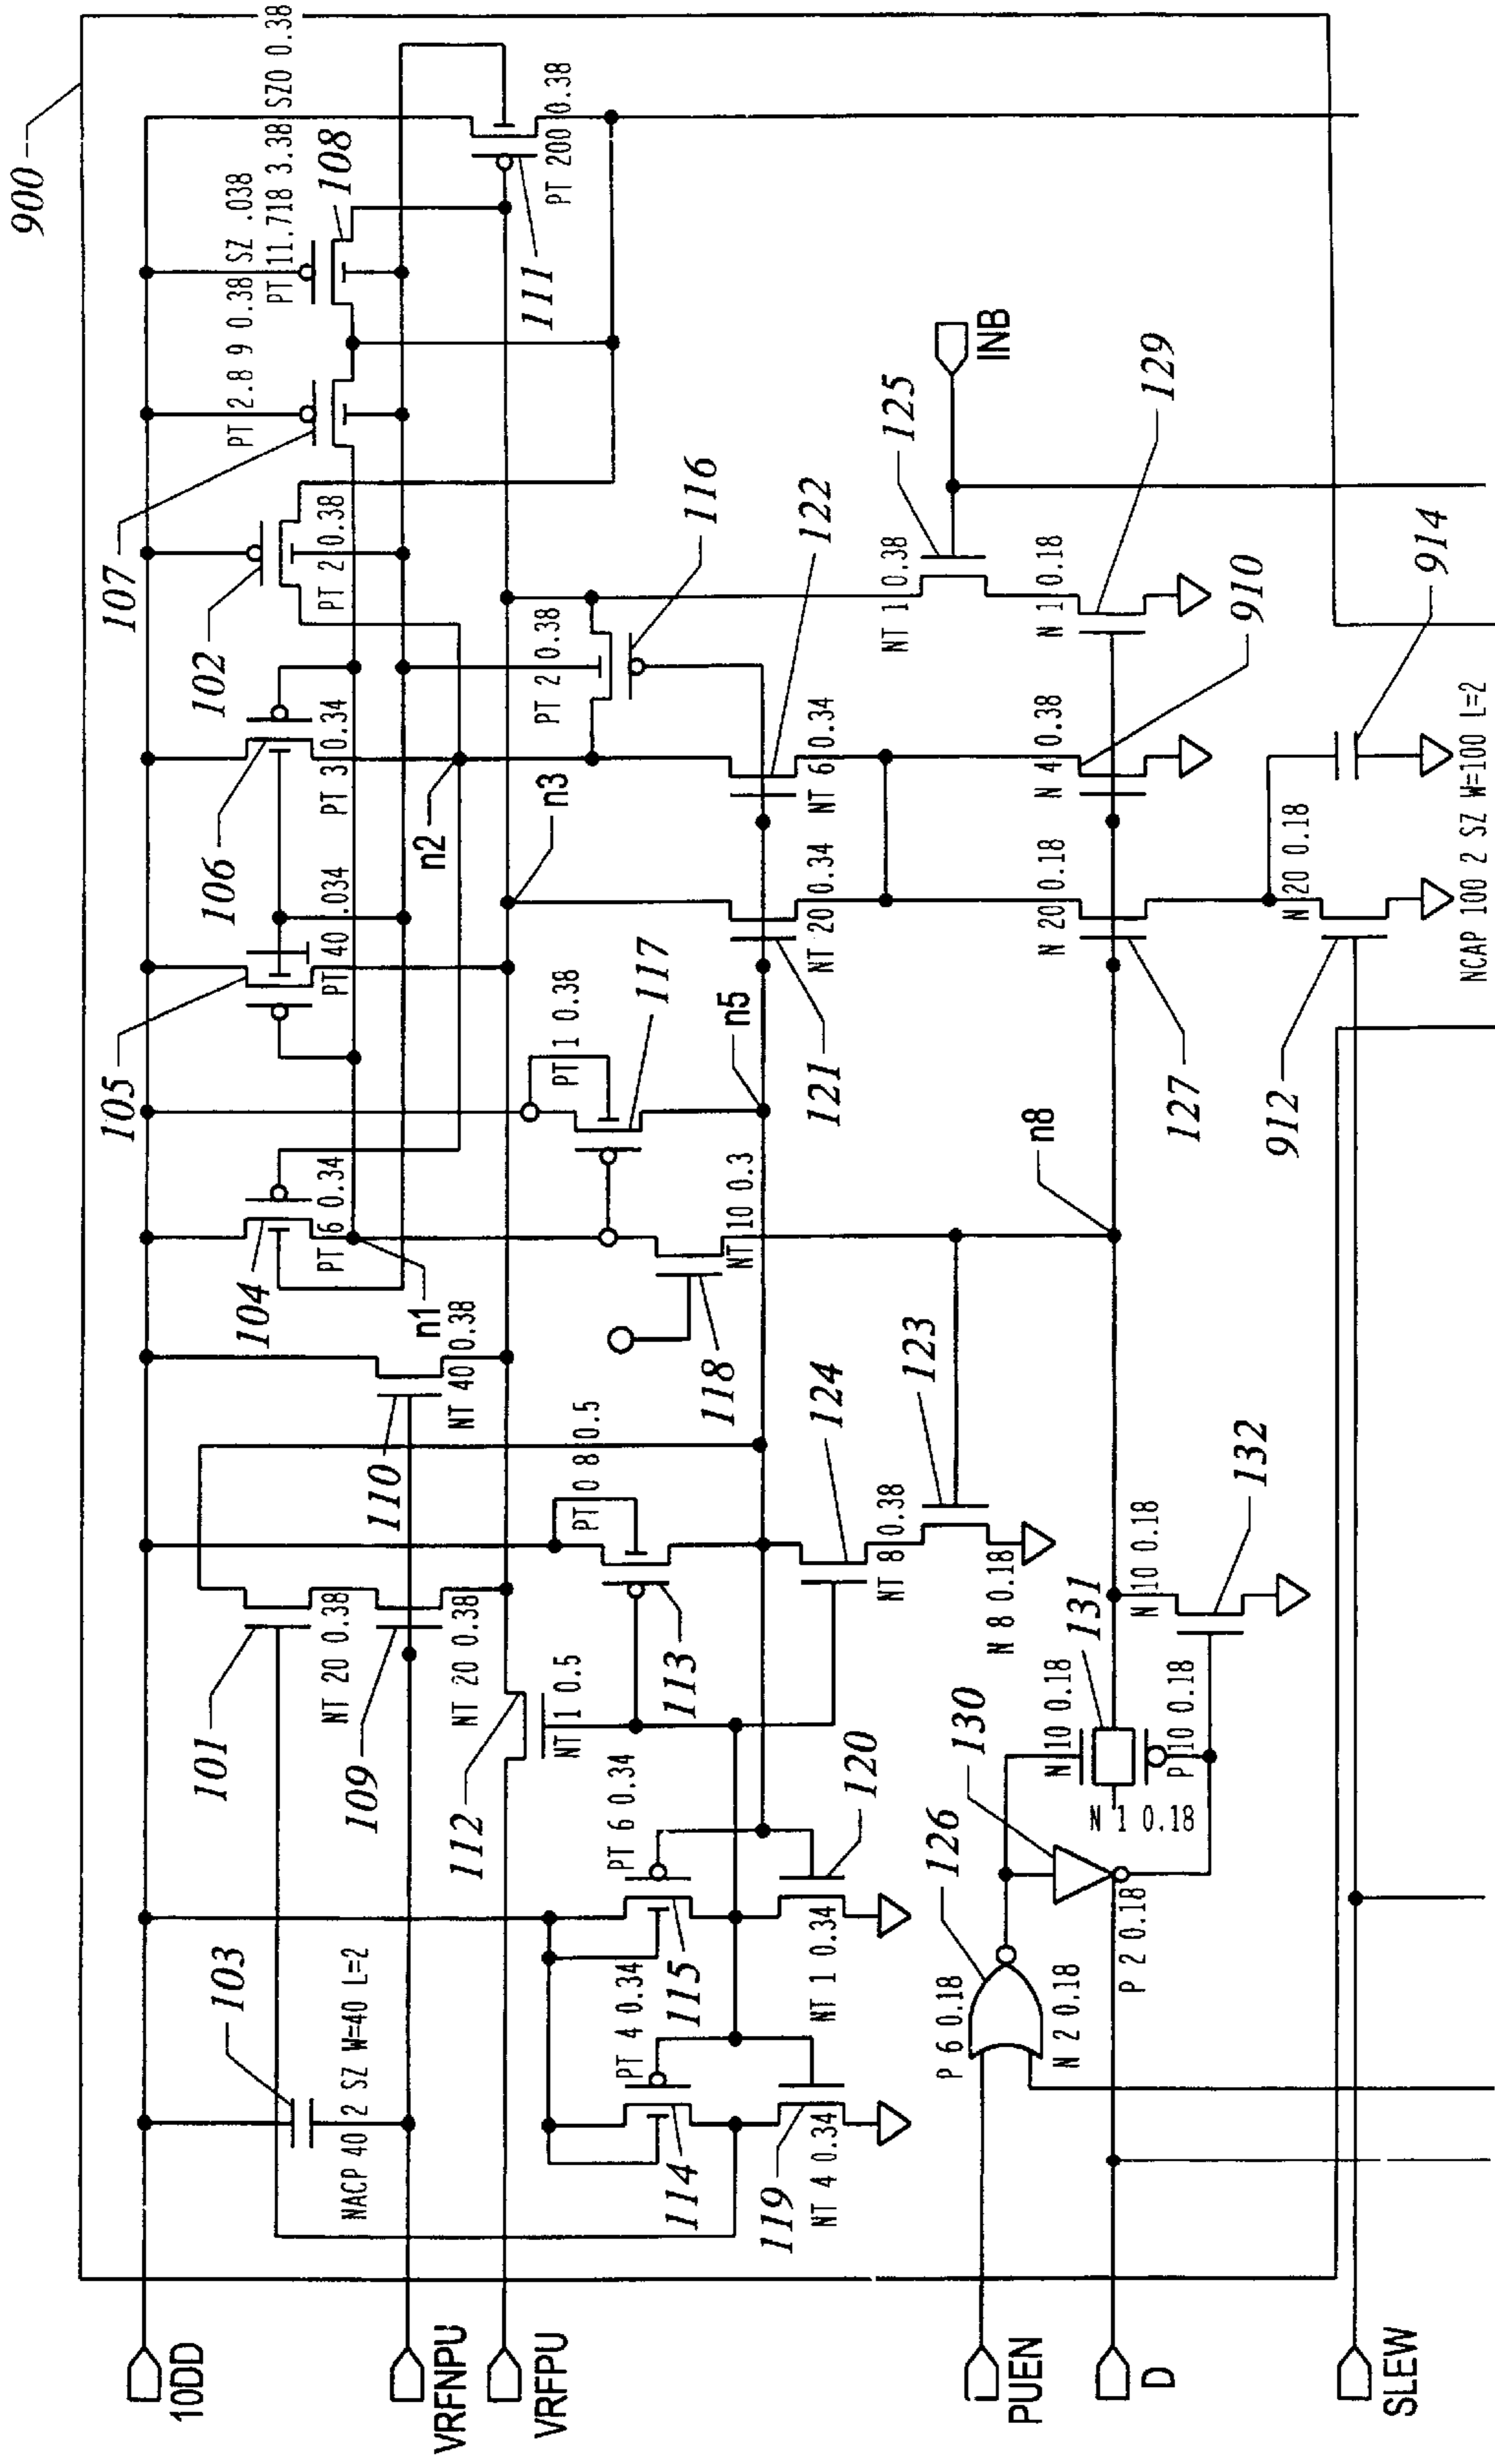 900
10DD
VRFNPU
VRFPU
PUEN
D
SLEW
INB
103
NACP 40 2 SZ W=40 L=2
101
NT 20 0.38
109
NT 20 0.38
110
NT 40 0.38
104
PT 6 0.34
n1
105
PT 40 .034
106
PT 3 0.34
n2
102
PT 2 0.38
107
PT 2.8 9 0.38 SZ .038
PT 11.718 3.38 SZ0 0.38
108
111
PT 200 0.38
112
NT 1 0.5
113
PT 0 8 0.5
PT 6 0.34
115
PT 4 0.34
114
119
NT 4 0.34
NT 1 0.34
120
118
NT 10 0.3
117
PT 1 0.38
n3
n5
116
PT 2 0.38
124
NT 8 0.38
123
N 8 0.18
121
NT 20 0.34
122
NT 6 0.34
125
NT 1 0.38
129
N 1 0.18
910
N 4 0.38
127
N 20 0.18
n8
126
P 6 0.18
N 2 0.18
130
P 2 0.18
131
N 10 0.18
P 10 0.18
N 1 0.18
132
N 10 0.18
912
N 20 0.18
914
NCAP 100 2 SZ W=100 L=2